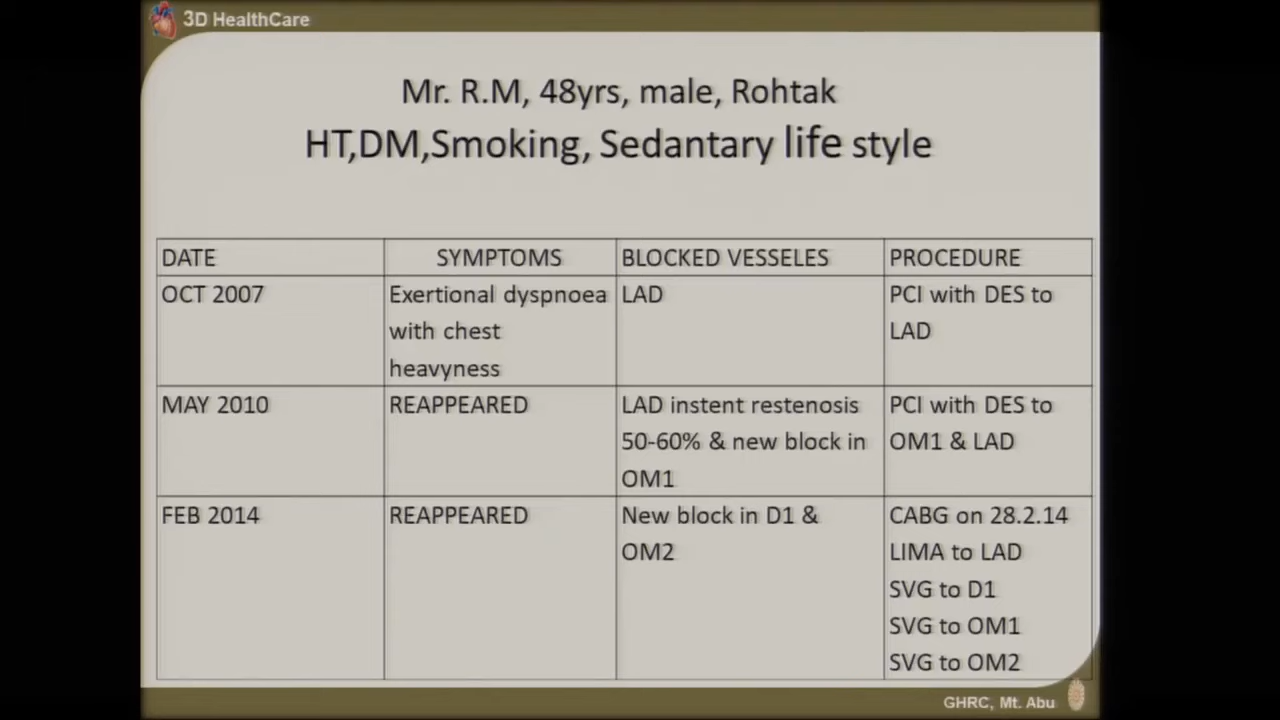 3D HealthCare
Mr. R.M, 48yrs, male, Rohtak
HT,DM,Smoking, Sedantary life style
DATE
SYMPTOMS
BLOCKED VESSELES
PROCEDURE
OCT 2007
Exertional dyspnoea
with chest
heavyness
LAD
PCI with DES to
LAD
MAY 2010
REAPPEARED
LAD instent restenosis
50-60% & new block in
OM1
PCI with DES to
OM1 & LAD
FEB 2014
REAPPEARED
New block in D1 &
OM2
CABG on 28.2.14
LIMA to LAD
SVG to D1
SVG to OM1
SVG to OM2
GHRC, Mt. Abu